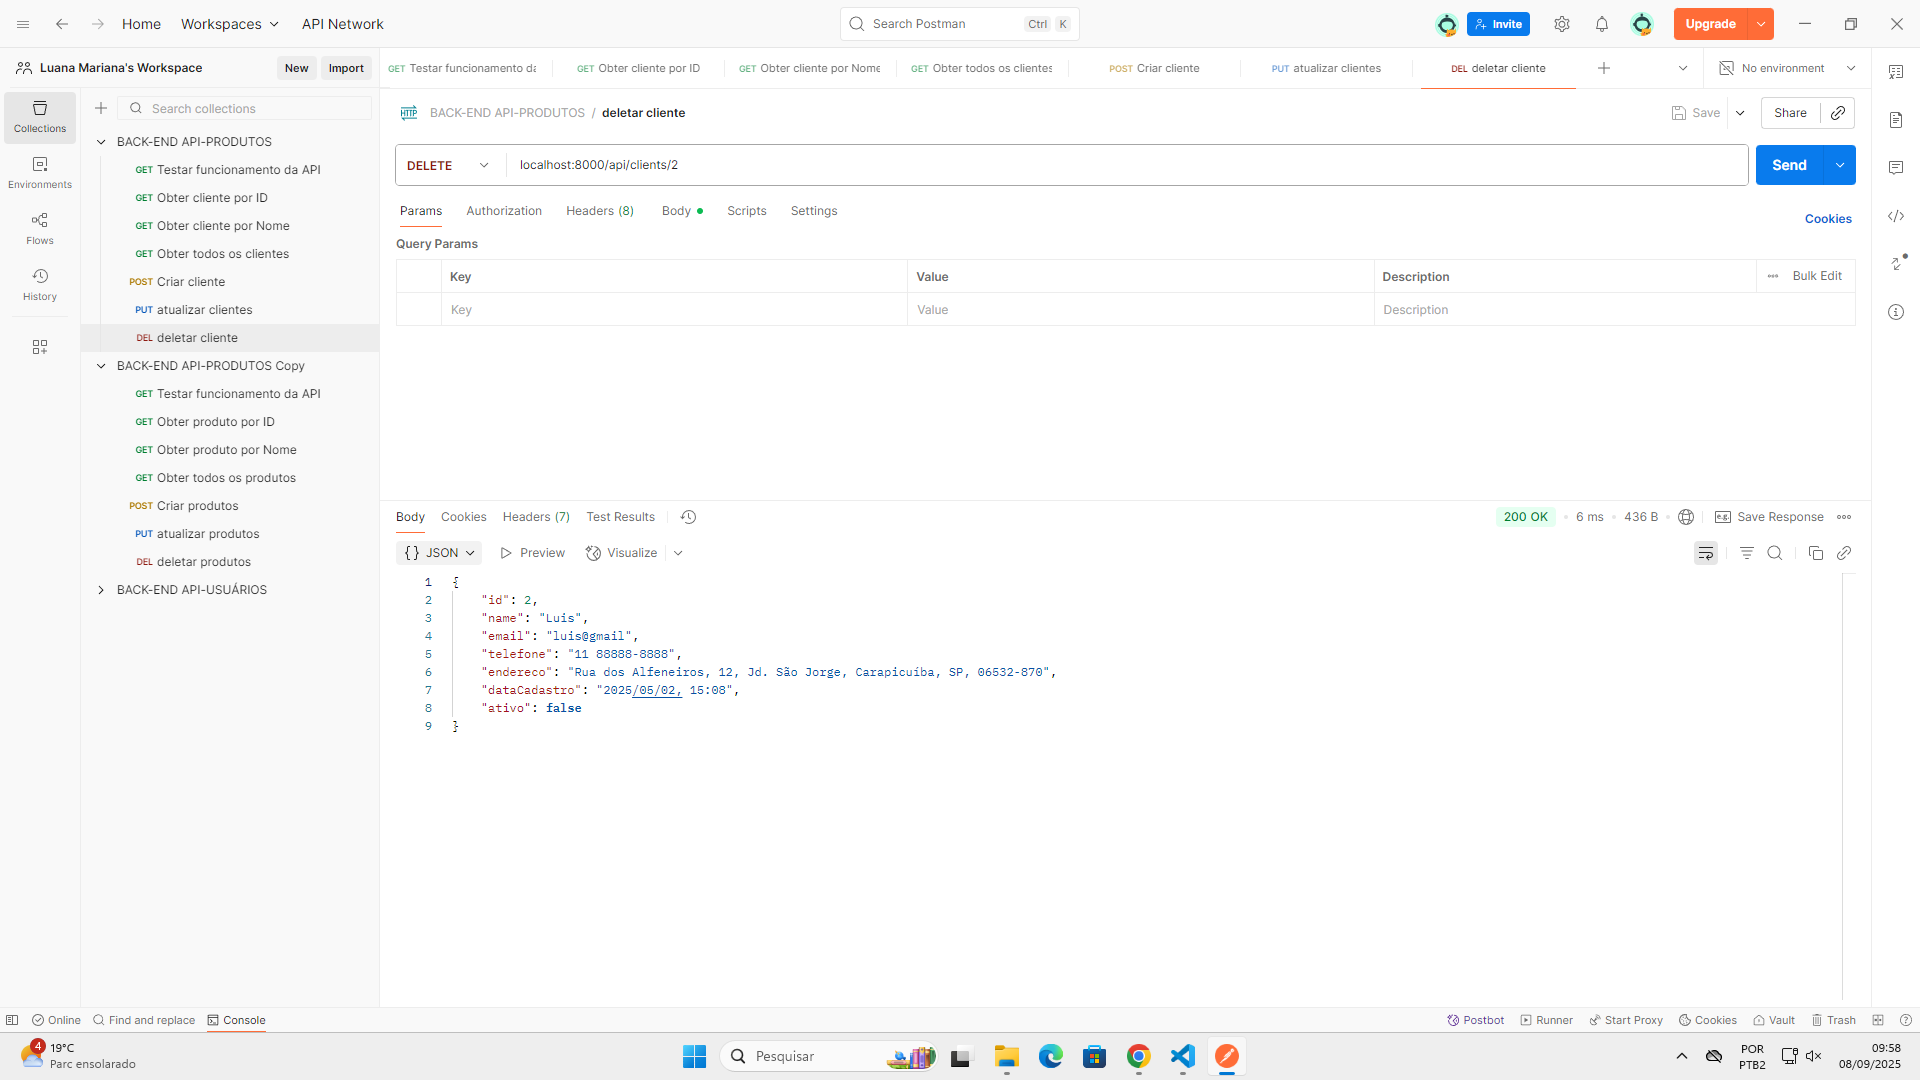 Home
Workspaces
API Network
Search Postman
Ctrl
K
Invite
Upgrade
Luana Mariana's Workspace
New
Import
GET Testar funcionamento da
GET Obter cliente por ID
GET Obter cliente por Nome
GET Obter todos os clientes
POST Criar cliente
PUT atualizar clientes
DEL deletar cliente
No environment
Collections
Environments
Flows
History
Search collections
BACK-END API-PRODUTOS
GET Testar funcionamento da API
GET Obter cliente por ID
GET Obter cliente por Nome
GET Obter todos os clientes
POST Criar cliente
PUT atualizar clientes
DEL deletar cliente
BACK-END API-PRODUTOS Copy
GET Testar funcionamento da API
GET Obter produto por ID
GET Obter produto por Nome
GET Obter todos os produtos
POST Criar produtos
PUT atualizar produtos
DEL deletar produtos
BACK-END API-USUÁRIOS
HTTP
BACK-END API-PRODUTOS / deletar cliente
Save
Share
DELETE
localhost:8000/api/clients/2
Send
Params
Authorization
Headers (8)
Body
Scripts
Settings
Cookies
Query Params
Key
Value
Description
Bulk Edit
Key
Value
Description
Body
Cookies
Headers (7)
Test Results
200 OK
6 ms
436 B
e.g.
Save Response
{} JSON
Preview
Visualize
1 {
2 "id": 2,
3 "name": "Luis",
4 "email": "luis@gmail",
5 "telefone": "11 88888-8888",
6 "endereco": "Rua dos Alfeneiros, 12, Jd. São Jorge, Carapicuíba, SP, 06532-870",
7 "dataCadastro": "2025/05/02, 15:08",
8 "ativo": false
9 }
Online
Find and replace
Console
Postbot
Runner
Start Proxy
Cookies
Vault
Trash
4
19°C
Parc ensolarado
Pesquisar
POR
PTB2
09:58
08/09/2025